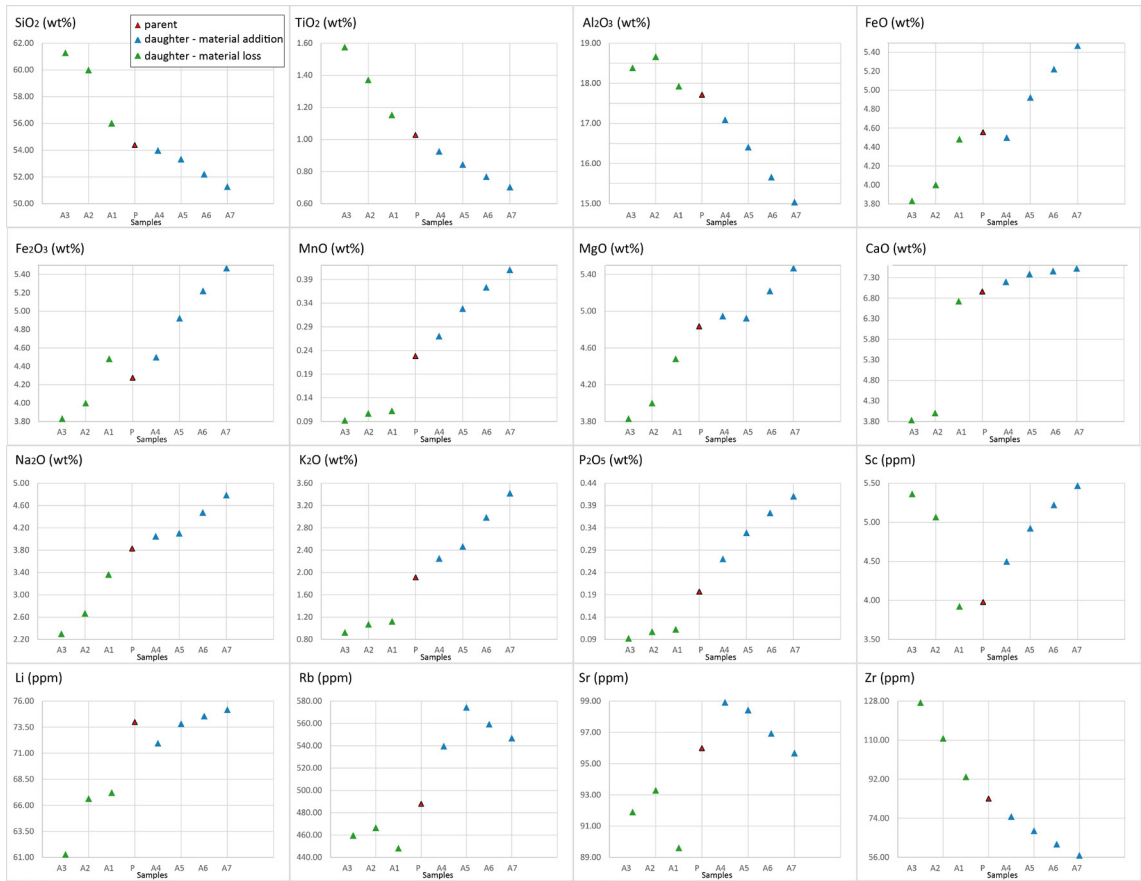 SiO₂ (wt%)
62.00
60.00
58.00
56.00
54.00
52.00
50.00
A3 A2 A1 P A4 A5 A6 A7
Samples
parent
daughter - material addition
daughter - material loss
TiO₂ (wt%)
1.60
1.40
1.20
1.00
0.80
0.60
A3 A2 A1 P A4 A5 A6 A7
Samples
Al₂O₃ (wt%)
19.00
18.00
17.00
16.00
15.00
A3 A2 A1 P A4 A5 A6 A7
Samples
FeO (wt%)
5.40
5.20
5.00
4.80
4.60
4.40
4.20
4.00
3.80
A3 A2 A1 P A4 A5 A6 A7
Samples
Fe₂O₃ (wt%)
5.40
5.20
5.00
4.80
4.60
4.40
4.20
4.00
3.80
A3 A2 A1 P A4 A5 A6 A7
Samples
MnO (wt%)
0.39
0.34
0.29
0.24
0.19
0.14
0.09
A3 A2 A1 P A4 A5 A6 A7
Samples
MgO (wt%)
5.40
5.00
4.60
4.20
3.80
A3 A2 A1 P A4 A5 A6 A7
Samples
CaO (wt%)
7.30
6.80
6.30
5.80
5.30
4.80
4.30
3.80
A3 A2 A1 P A4 A5 A6 A7
Samples
Na₂O (wt%)
5.00
4.60
4.20
3.80
3.40
3.00
2.60
2.20
A3 A2 A1 P A4 A5 A6 A7
Samples
K₂O (wt%)
3.60
3.20
2.80
2.40
2.00
1.60
1.20
0.80
A3 A2 A1 P A4 A5 A6 A7
Samples
P₂O₅ (wt%)
0.44
0.39
0.34
0.29
0.24
0.19
0.14
0.09
A3 A2 A1 P A4 A5 A6 A7
Samples
Sc (ppm)
5.50
5.00
4.50
4.00
3.50
A3 A2 A1 P A4 A5 A6 A7
Samples
Li (ppm)
76.00
73.50
71.00
68.50
66.00
63.50
61.00
A3 A2 A1 P A4 A5 A6 A7
Samples
Rb (ppm)
580.00
560.00
540.00
480.00
460.00
440.00
A3 A2 A1 P A4 A5 A6 A7
Samples
Sr (ppm)
99.00
97.00
95.00
93.00
91.00
89.00
A3 A2 A1 P A4 A5 A6 A7
Samples
Zr (ppm)
128.00
110.00
92.00
74.00
56.00
A3 A2 A1 P A4 A5 A6 A7
Samples